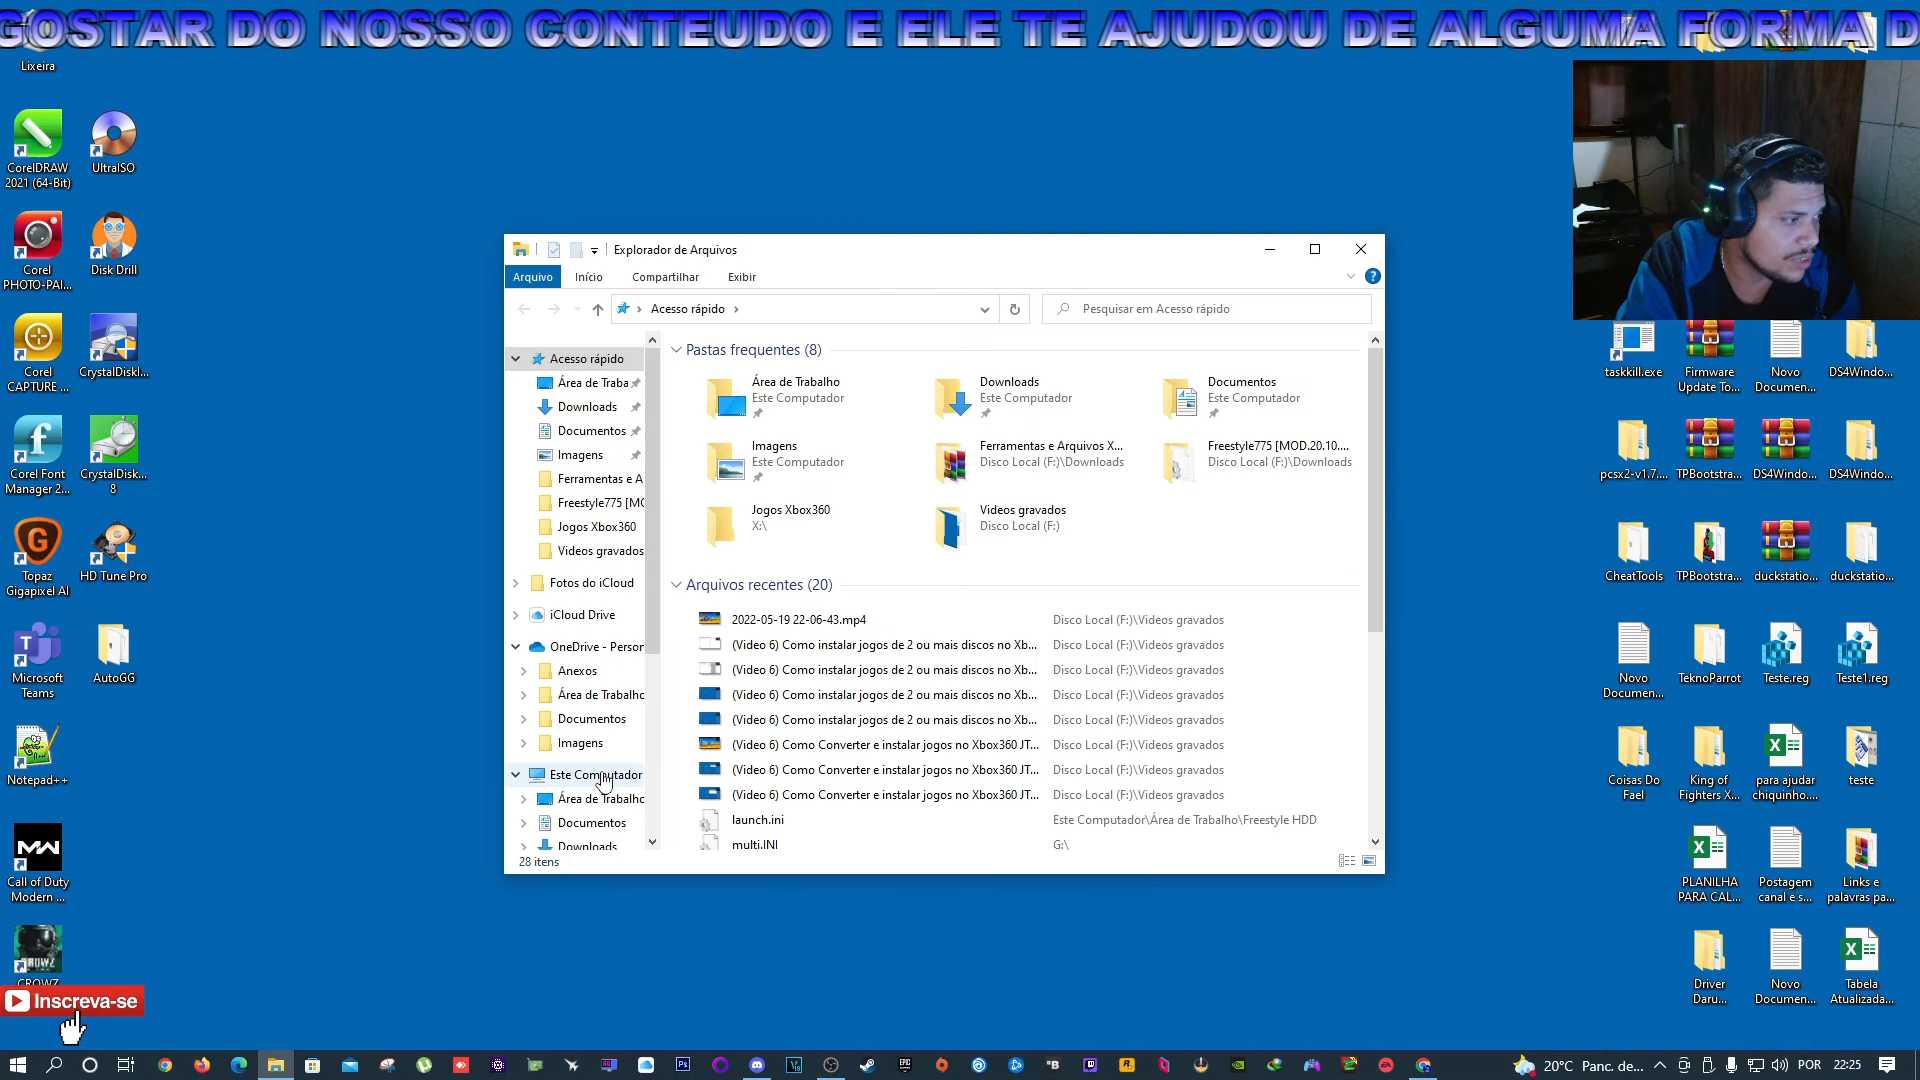 GOSTAR DO NOSSO CONTEUDO E ELE TE AJUDOU DE ALGUMA FORMA D
Lixeira
CorelDRAW
2021 (64-Bit)
UltraISO
Corel
PHOTO-PAI...
Disk Drill
Corel
CAPTURE ...
CrystalDiskI...
Corel Font
Manager 2...
CrystalDisk...
8
Topaz
Gigapixel AI
HD Tune Pro
Microsoft
Teams
AutoGG
Notepad++
Call of Duty
Modern ...
CROWZ
Inscreva-se
Explorador de Arquivos
Arquivo
Início
Compartilhar
Exibir
Acesso rápido
Pesquisar em Acesso rápido
Acesso rápido
Área de Traba
Downloads
Documentos
Imagens
Ferramentas e A
Freestyle775 [MO
Jogos Xbox360
Videos gravados
Fotos do iCloud
iCloud Drive
OneDrive - Person
Anexos
Área de Trabalho
Documentos
Imagens
Este Computador
Área de Trabalho
Documentos
Downloads
Pastas frequentes (8)
Área de Trabalho
Este Computador
Downloads
Este Computador
Documentos
Este Computador
Imagens
Este Computador
Ferramentas e Arquivos X...
Disco Local (F:)\Downloads
Freestyle775 [MOD.20.10....
Disco Local (F:)\Downloads
Jogos Xbox360
X:\
Videos gravados
Disco Local (F:)
Arquivos recentes (20)
2022-05-19 22-06-43.mp4 Disco Local (F:)\Videos gravados
(Video 6) Como instalar jogos de 2 ou mais discos no Xb... Disco Local (F:)\Videos gravados
(Video 6) Como instalar jogos de 2 ou mais discos no Xb... Disco Local (F:)\Videos gravados
(Video 6) Como instalar jogos de 2 ou mais discos no Xb... Disco Local (F:)\Videos gravados
(Video 6) Como instalar jogos de 2 ou mais discos no Xb... Disco Local (F:)\Videos gravados
(Video 6) Como Converter e instalar jogos no Xbox360 JT... Disco Local (F:)\Videos gravados
(Video 6) Como Converter e instalar jogos no Xbox360 JT... Disco Local (F:)\Videos gravados
(Video 6) Como Converter e instalar jogos no Xbox360 JT... Disco Local (F:)\Videos gravados
launch.ini Este Computador\Área de Trabalho\Freestyle HDD
multi.INI G:\
28 itens
taskkill.exe
Firmware
Update To...
Novo
Documen...
DS4Windo...
pcsx2-v1.7....
TPBootstra...
DS4Windo...
DS4Windo...
CheatTools
TPBootstra...
duckstatio...
duckstatio...
Novo
Documen...
TeknoParrot
Teste.reg
Teste1.reg
Coisas Do
Fael
King of
Fighters X...
para ajudar
chiquinho....
teste
PLANILHA
PARA CAL...
Postagem
canal e s...
Links e
palavras pa...
Driver
Daru...
Novo
Documen...
Tabela
Atualizada...
20°C Panc. de... POR 22:25